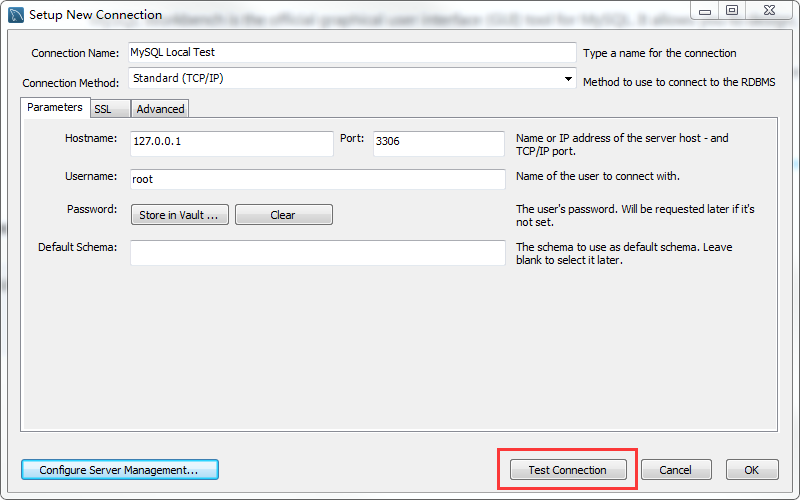 Setup New Connection
Connection Name: MySQL Local Test Type a name for the connection
Connection Method: Standard (TCP/IP) Method to use to connect to the RDBMS
Parameters SSL Advanced
Hostname: 127.0.0.1 Port: 3306 Name or IP address of the server host - and
TCP/IP port.
Username: root Name of the user to connect with.
Password: Store in Vault ... Clear The user's password. Will be requested later if it's
not set.
Default Schema: The schema to use as default schema. Leave
blank to select it later.
Configure Server Management... Test Connection Cancel OK